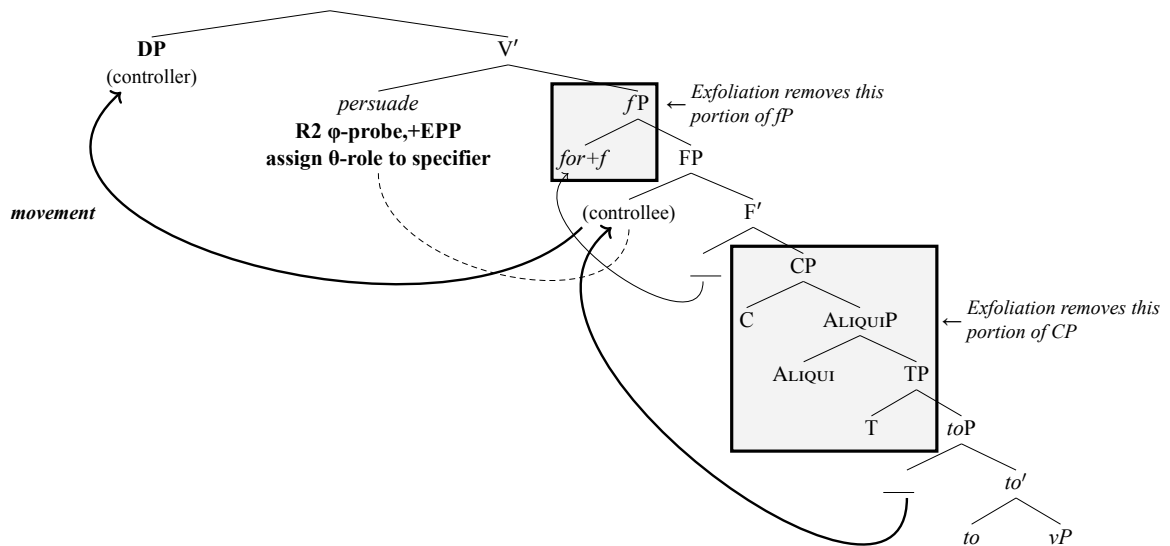 DP
V′
(controller)
persuade
fP
← Exfoliation removes this
portion of fP
R2 φ-probe,+EPP
assign θ-role to specifier
for+f
FP
movement
(controllee)
F′
CP
C
ALIQUIP
← Exfoliation removes this
portion of CP
ALIQUI
TP
T
toP
to′
to
vP